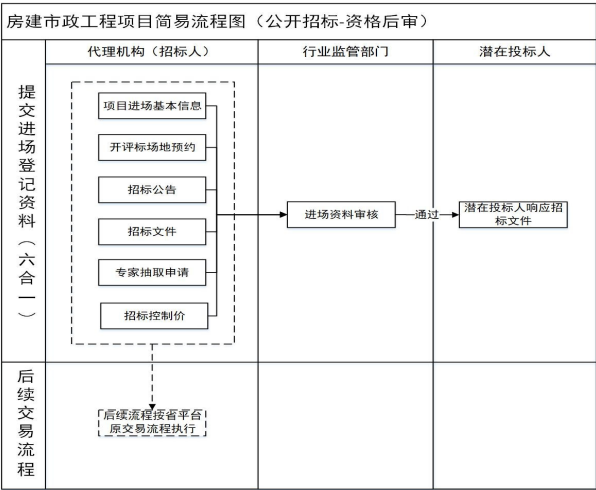 房建市政工程项目简易流程图（公开招标-资格后审）
代理机构（招标人）
行业监管部门
潜在投标人
提交进场登记资料（六合一）
项目进场基本信息
开评标场地预约
招标公告
招标文件
专家抽取申请
招标控制价
进场资料审核
通过
潜在投标人响应招
标文件
后续交易流程
后续流程按省平台
原交易流程执行